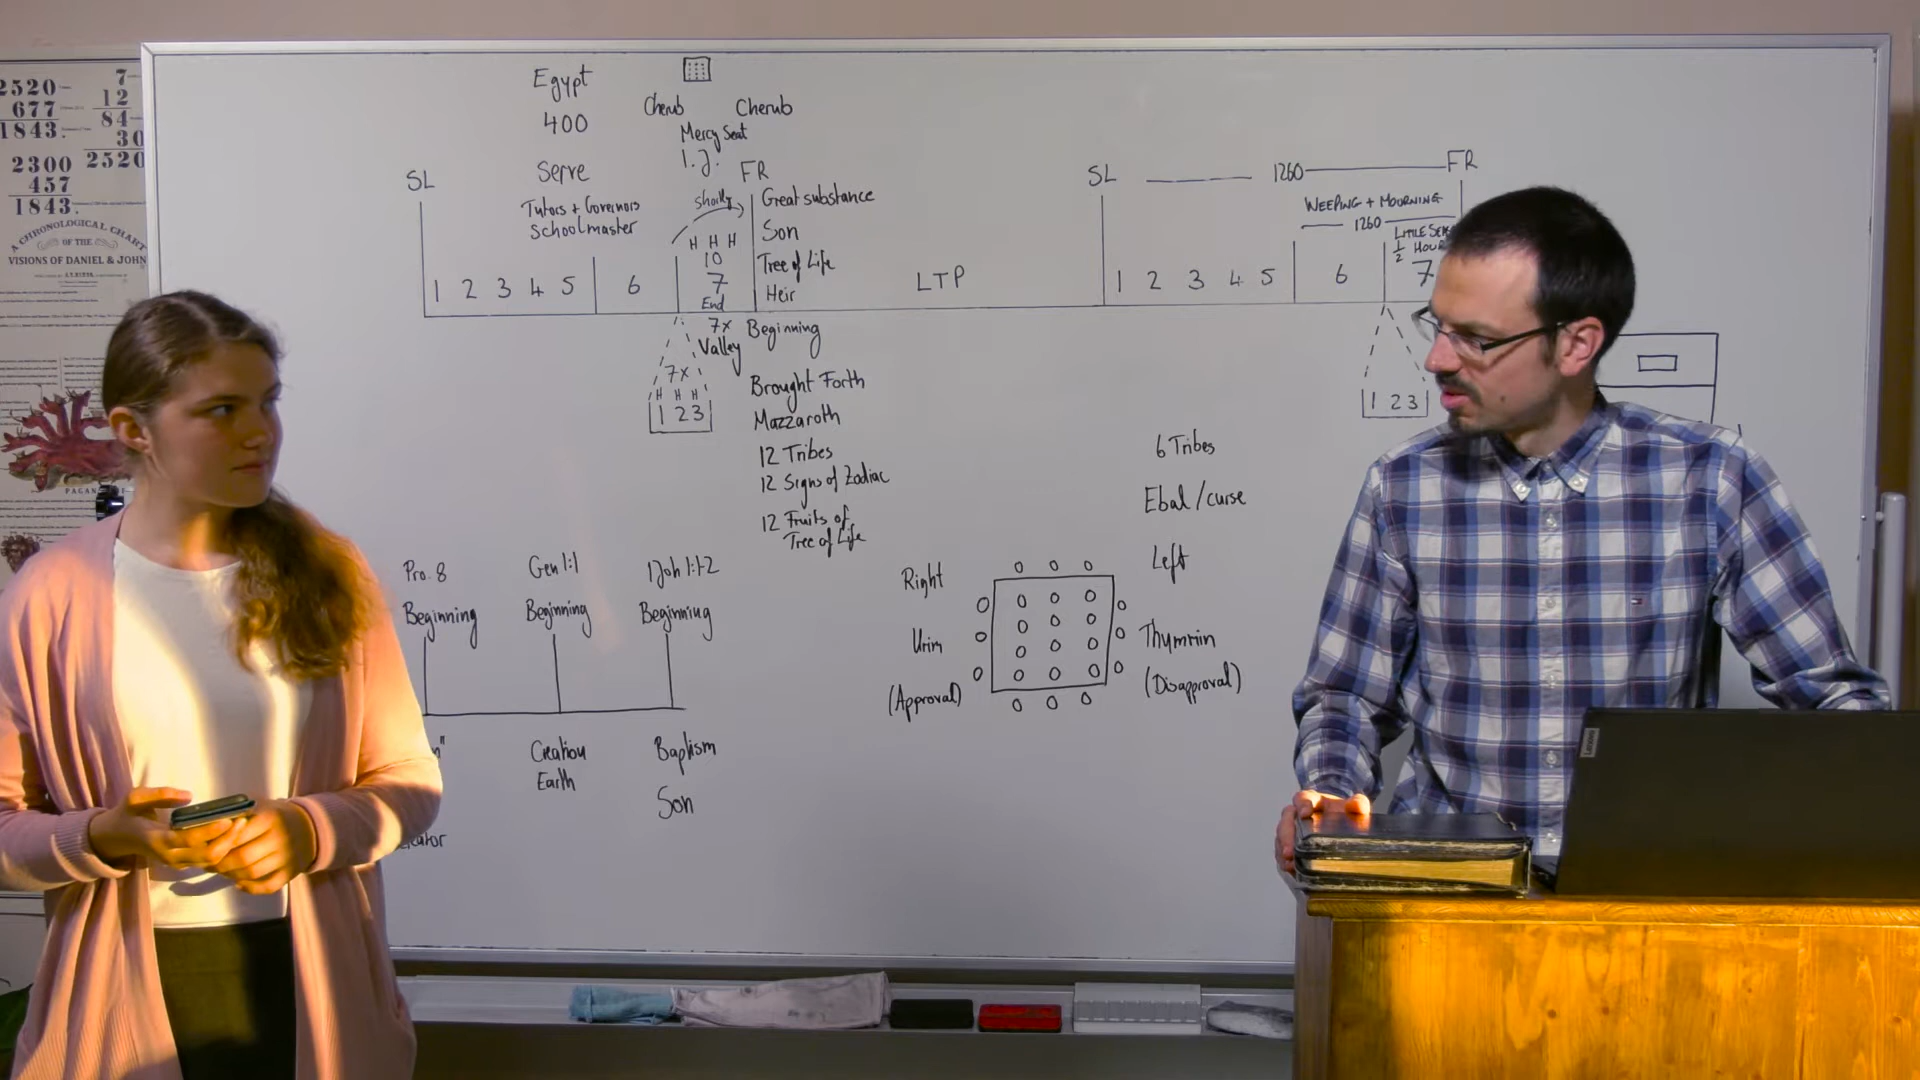 2520
677
1843.
2300
457
1843.
7
12
84
30
2520
A CHRONOLOGICAL CHART
OF THE
VISIONS OF DANIEL & JOHN
Egypt
400
Serve
Tutors + Governors
Schoolmaster
Cherub Cherub
Mercy Seat
I.J.
SL
FR
shortly
Great substance
Son
Tree of Life
Heir
H H H
10
1 2 3 4 5 6 7
End
LTP
7x Beginning
Valley
7x
H H H
1 2 3
Brought Forth
Mazzaroth
12 Tribes
12 Signs of Zodiac
12 Fruits of
Tree of Life
SL 1260 FR
WEEPING + MOURNING
1260
LITTLE
1/2 HOUR
1 2 3 4 5 6 7
1 2 3
6 Tribes
Ebal/curse
Left
Thummin
(Disapproval)
Right
Urim
(Approval)
Pro. 8
Beginning
Gen 1:1
Beginning
Creation
Earth
1Joh 1:1-2
Beginning
Baptism
Son
Lenovo